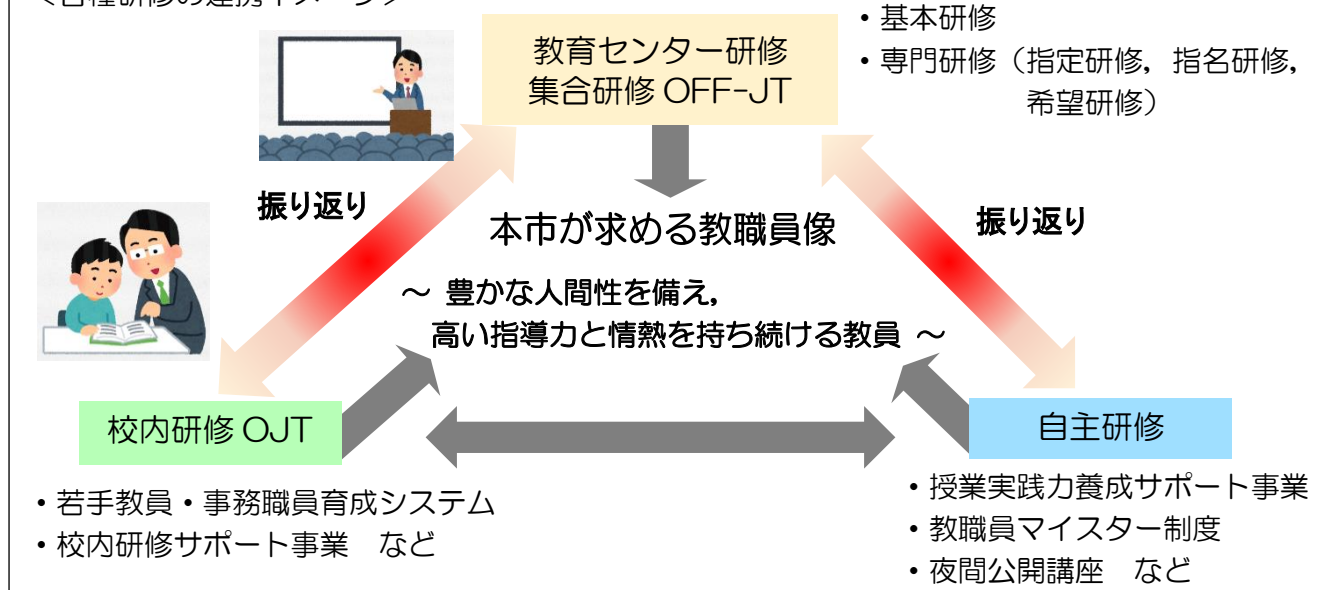 教育センター研修
集合研修 OFF-JT
・基本研修
・専門研修（指定研修，指名研修，
希望研修）
振り返り
振り返り
本市が求める教職員像
～ 豊かな人間性を備え，
高い指導力と情熱を持ち続ける教員 ～
校内研修 OJT
自主研修
・若手教員・事務職員育成システム
・校内研修サポート事業　など
・授業実践力養成サポート事業
・教職員マイスター制度
・夜間公開講座　など